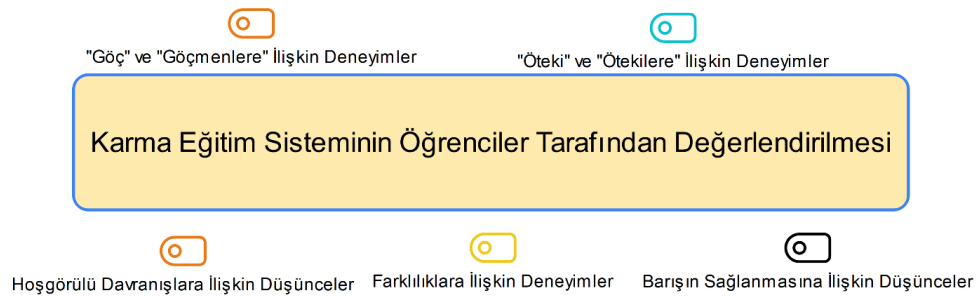 "Göç" ve "Göçmenlere" İlişkin Deneyimler
"Öteki" ve "Ötekilere" İlişkin Deneyimler
Karma Eğitim Sisteminin Öğrenciler Tarafından Değerlendirilmesi
Hoşgörülü Davranışlara İlişkin Düşünceler
Farklılıklara İlişkin Deneyimler
Barışın Sağlanmasına İlişkin Düşünceler